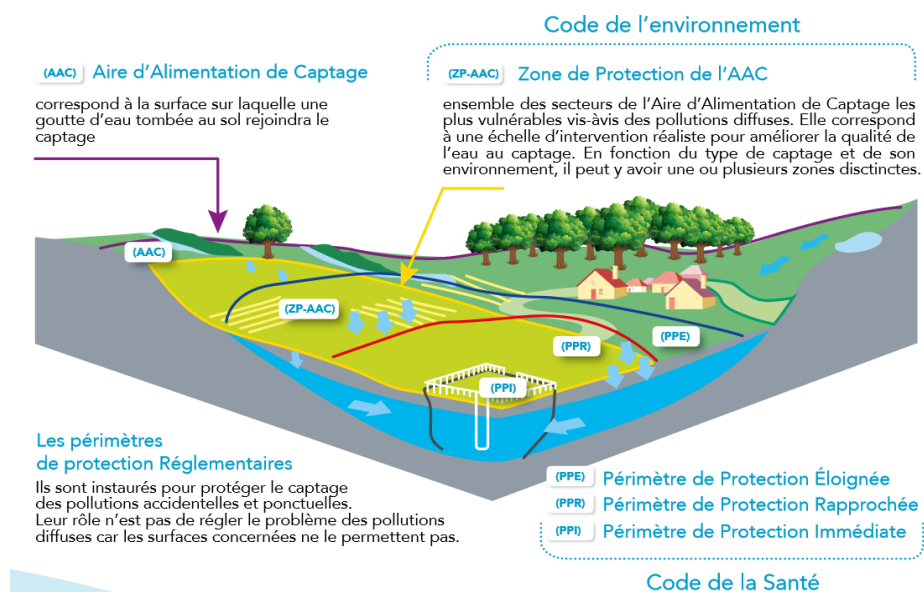 Code de l'environnement
(AAC) Aire d'Alimentation de Captage
correspond à la surface sur laquelle une
goutte d'eau tombée au sol rejoindra le
captage
(ZP-AAC) Zone de Protection de l'AAC
ensemble des secteurs de l'Aire d'Alimentation de Captage les
plus vulnérables vis-àvis des pollutions diffuses. Elle correspond
à une échelle d'intervention réaliste pour améliorer la qualité de
l'eau au captage. En fonction du type de captage et de son
environnement, il peut y avoir une ou plusieurs zones disctinctes.
(AAC)
(ZP-AAC)
(PPE)
(PPR)
(PPI)
Les périmètres
de protection Réglementaires
Ils sont instaurés pour protéger le captage
des pollutions accidentelles et ponctuelles.
Leur rôle n'est pas de régler le problème des pollutions
diffuses car les surfaces concernées ne le permettent pas.
(PPE) Périmètre de Protection Éloignée
(PPR) Périmètre de Protection Rapprochée
(PPI) Périmètre de Protection Immédiate
Code de la Santé